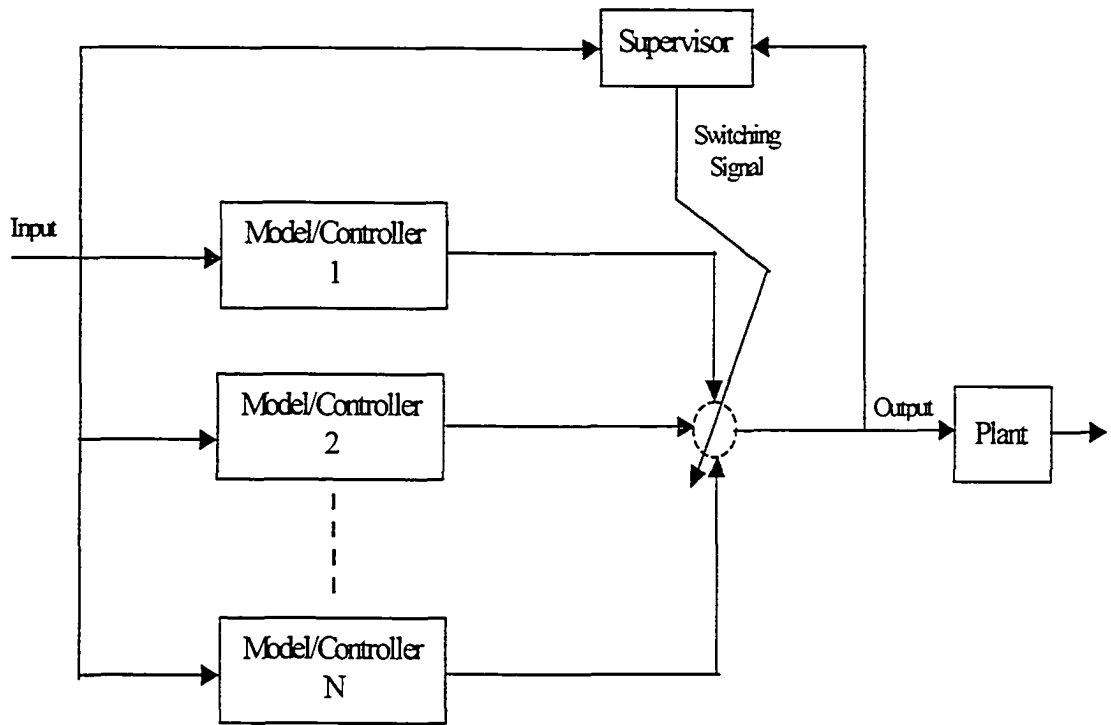 Supervisor
Switching
Signal
Input
Model/Controller
1
Model/Controller
2
Output
Plant
Model/Controller
N